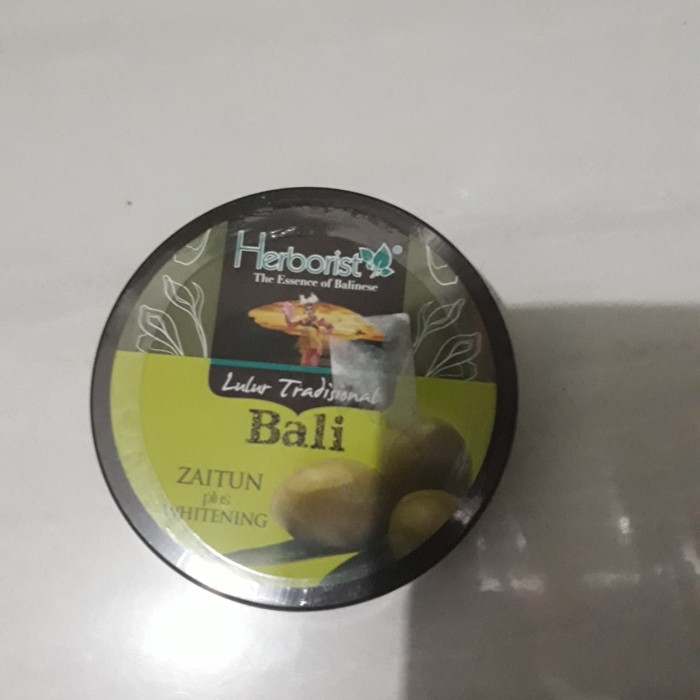 Herborist®
The Essence of Balinese
Lulur Tradisional
Bali
ZAITUN
plus
WHITENING